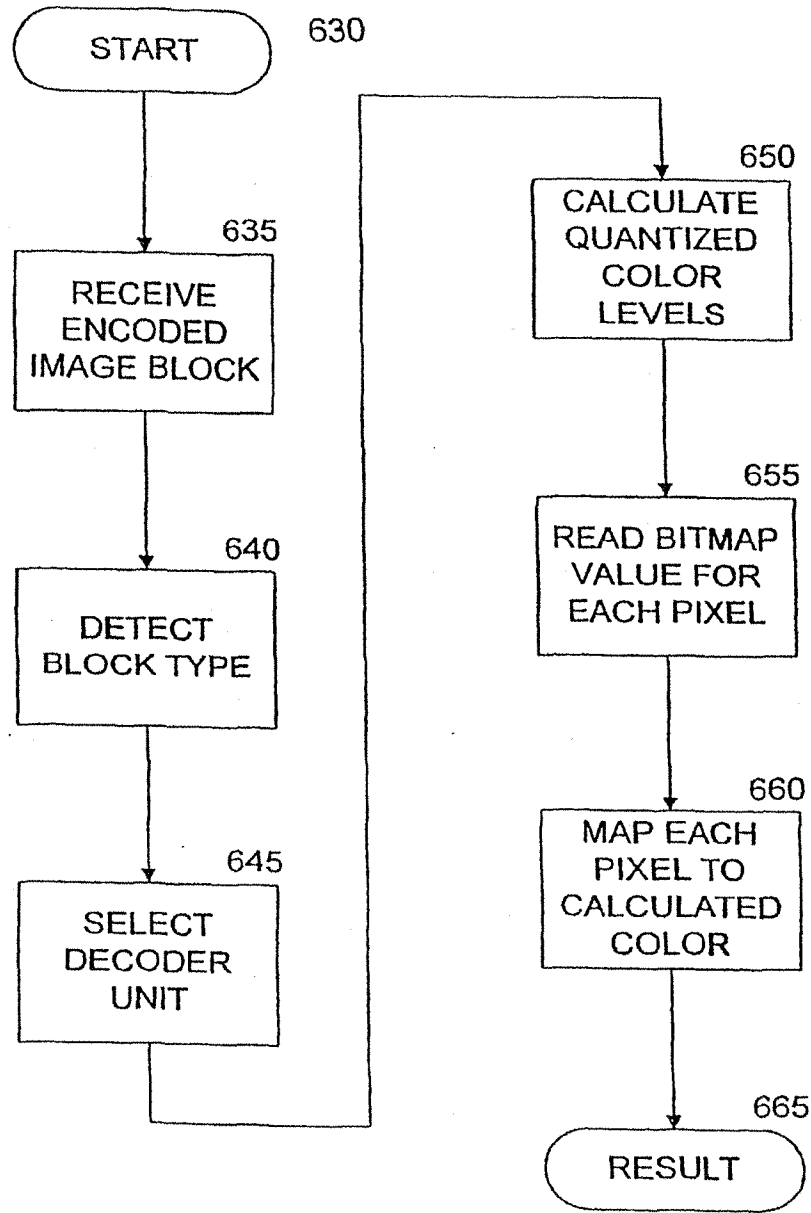 START
630
635
RECEIVE
ENCODED
IMAGE BLOCK
640
DETECT
BLOCK TYPE
645
SELECT
DECODER
UNIT
650
CALCULATE
QUANTIZED
COLOR
LEVELS
655
READ BITMAP
VALUE FOR
EACH PIXEL
660
MAP EACH
PIXEL TO
CALCULATED
COLOR
665
RESULT